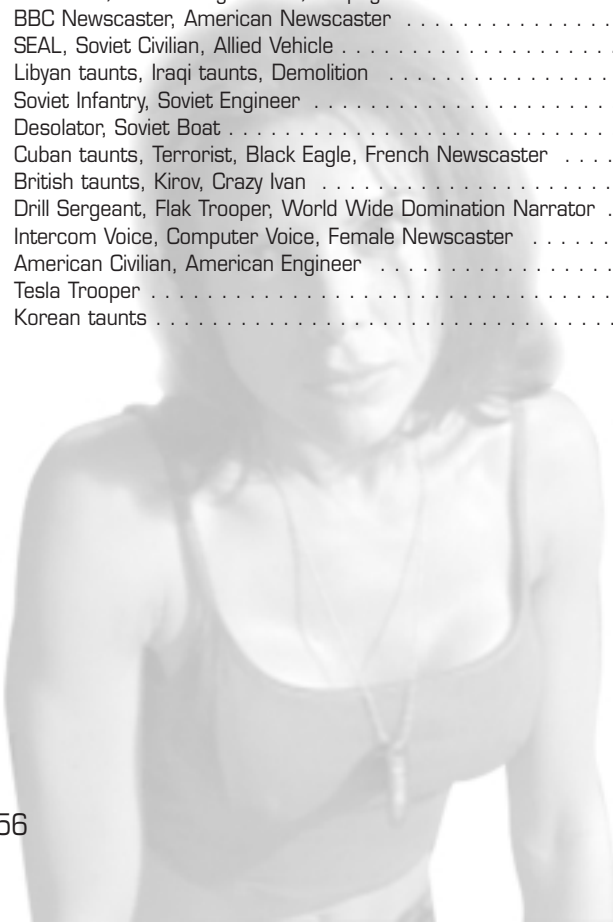 BBC Newscaster, American Newscaster . . . . . . . . . . . . . . .
SEAL, Soviet Civilian, Allied Vehicle . . . . . . . . . . . . . . . . . . . .
Libyan taunts, Iraqi taunts, Demolition . . . . . . . . . . . . . . . .
Soviet Infantry, Soviet Engineer . . . . . . . . . . . . . . . . . . . . . .
Desolator, Soviet Boat . . . . . . . . . . . . . . . . . . . . . . . . . . . .
Cuban taunts, Terrorist, Black Eagle, French Newscaster . . . .
British taunts, Kirov, Crazy Ivan . . . . . . . . . . . . . . . . . . . . . .
Drill Sergeant, Flak Trooper, World Wide Domination Narrator .
Intercom Voice, Computer Voice, Female Newscaster . . . . . .
American Civilian, American Engineer . . . . . . . . . . . . . . . . .
Tesla Trooper . . . . . . . . . . . . . . . . . . . . . . . . . . . . . . . . . .
Korean taunts . . . . . . . . . . . . . . . . . . . . . . . . . . . . . . . . . .
56